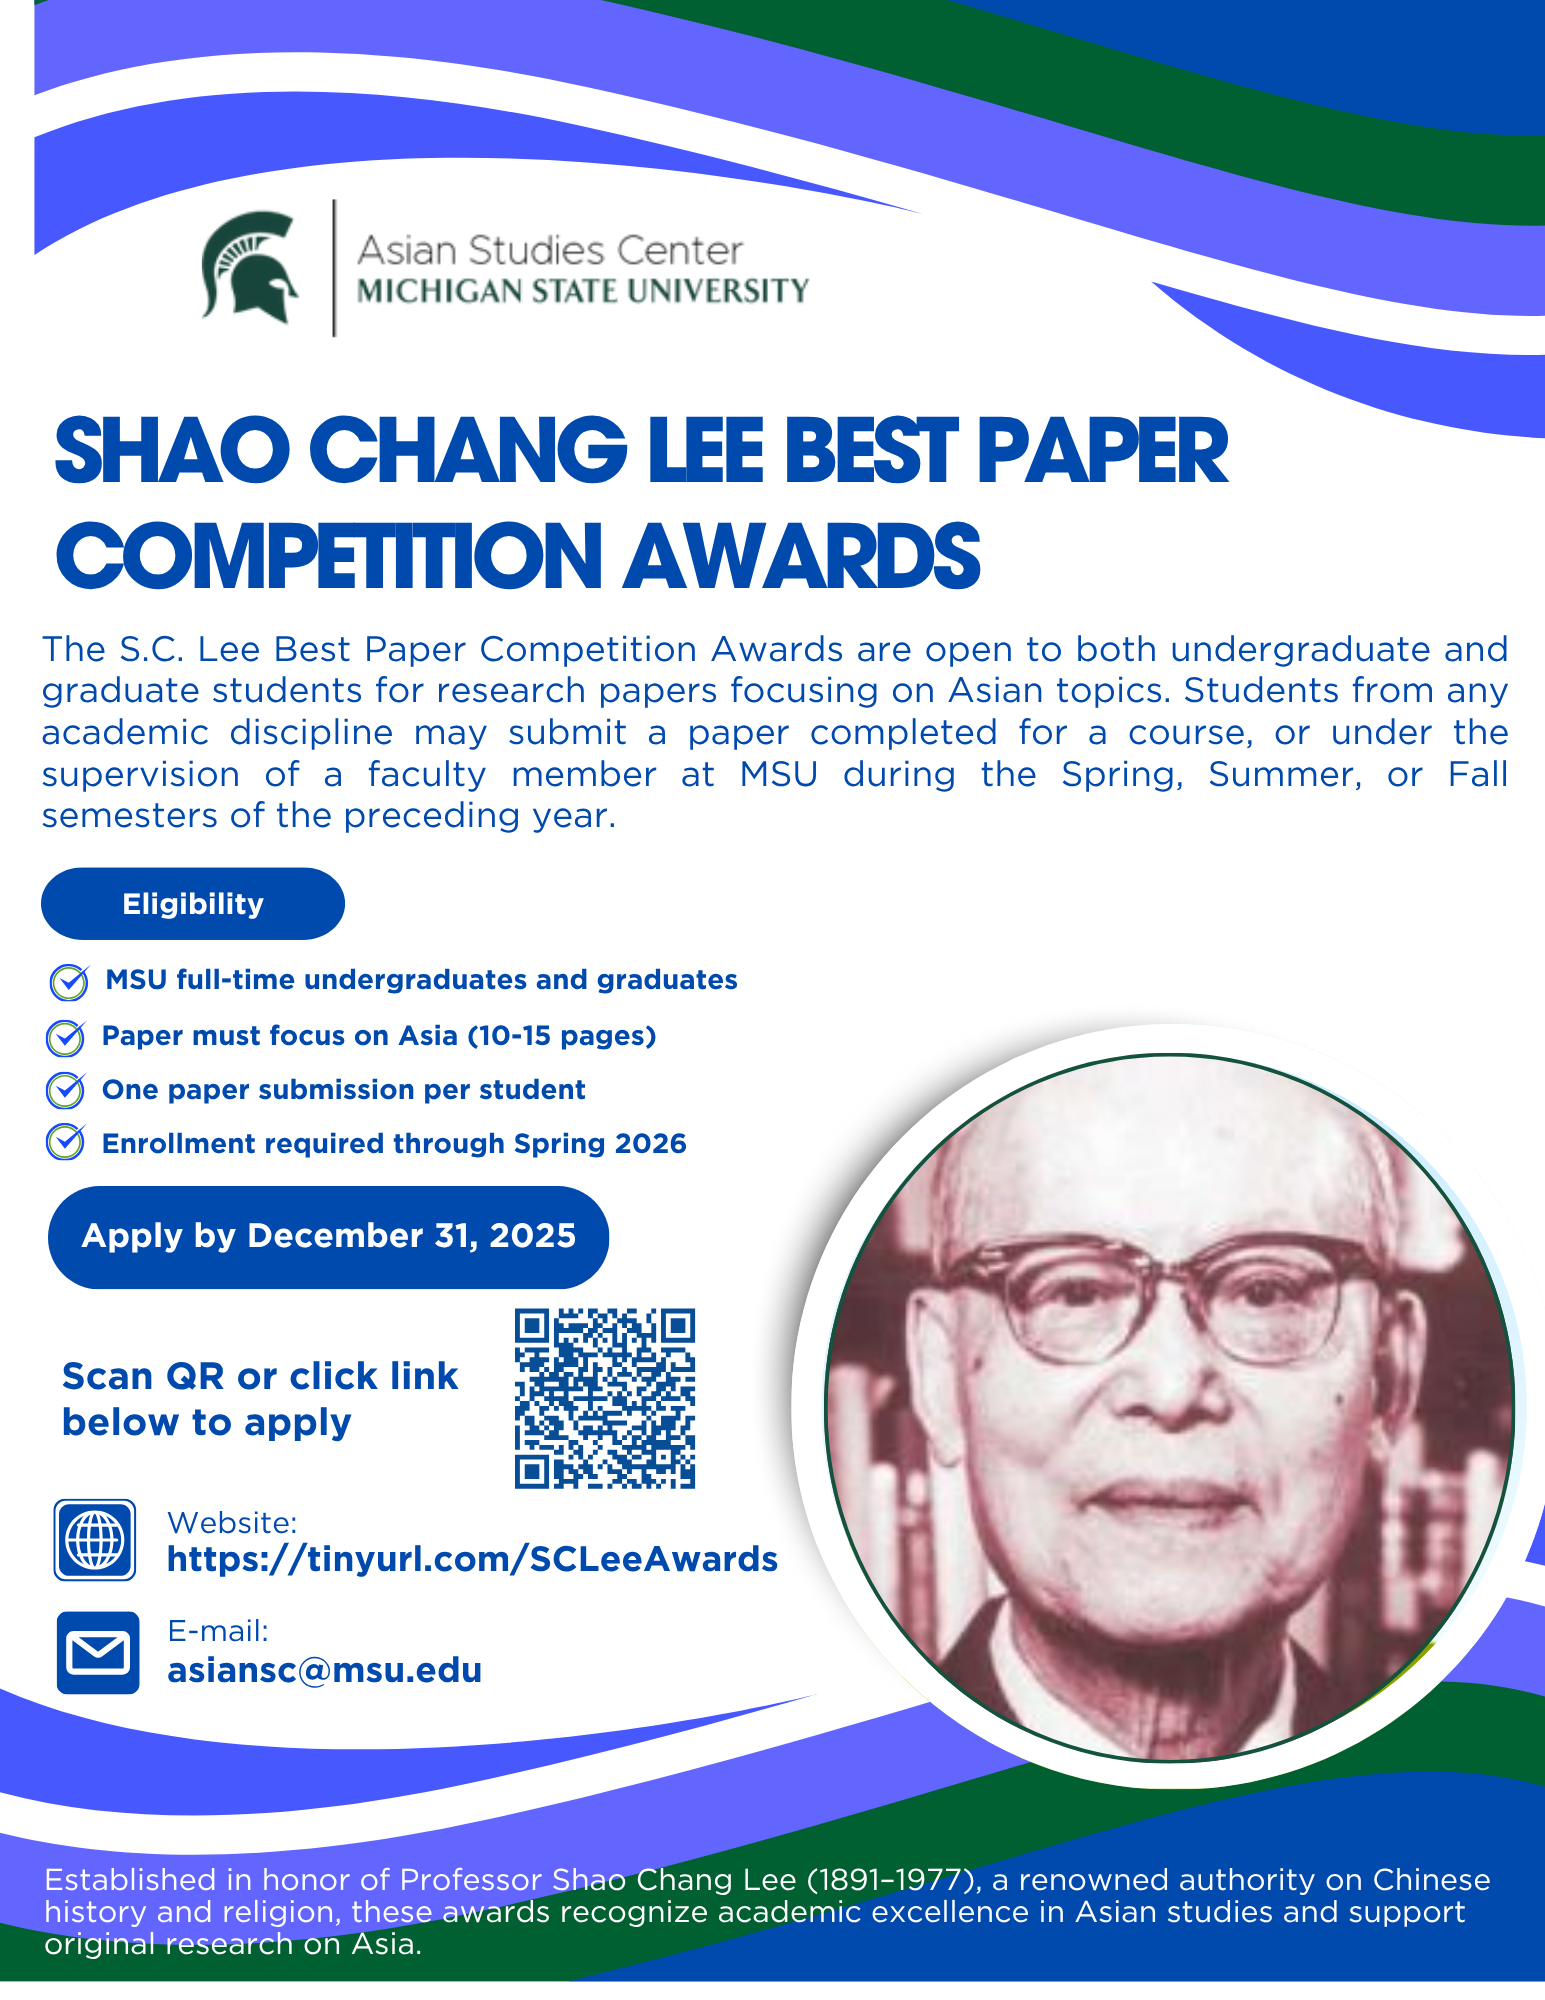 Asian Studies Center
MICHIGAN STATE UNIVERSITY
SHAO CHANG LEE BEST PAPER
COMPETITION AWARDS
The S.C. Lee Best Paper Competition Awards are open to both undergraduate and
graduate students for research papers focusing on Asian topics. Students from any
academic discipline may submit a paper completed for a course, or under the
supervision of a faculty member at MSU during the Spring, Summer, or Fall
semesters of the preceding year.
Eligibility
MSU full-time undergraduates and graduates
Paper must focus on Asia (10-15 pages)
One paper submission per student
Enrollment required through Spring 2026
Apply by December 31, 2025
Scan QR or click link
below to apply
Website:
https://tinyurl.com/SCLeeAwards
E-mail:
asiansc@msu.edu
Established in honor of Professor Shao Chang Lee (1891–1977), a renowned authority on Chinese
history and religion, these awards recognize academic excellence in Asian studies and support
original research on Asia.